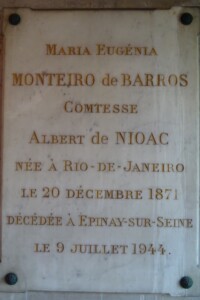 MARIA EUGÉNIA
MONTEIRO de BARROS
COMTESSE
ALBERT de NIOAC
NÉE À RIO-DE-JANEIRO
LE 20 DÉCEMBRE 1871
DÉCÉDÉE À EPINAY-SUR-SEINE
LE 9 JUILLET 1944.